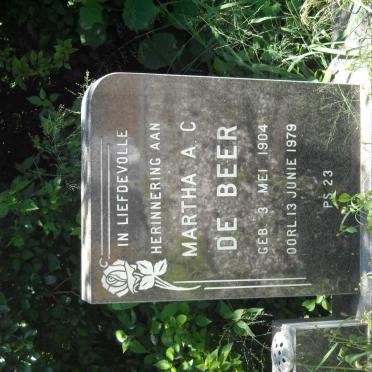 IN LIEFDEVOLLE
HERINNERING AAN
MARTHA A. C.
DE BEER
GEB. 3 MEI 1904
OORL. 13 JUNIE 1979
PS 23